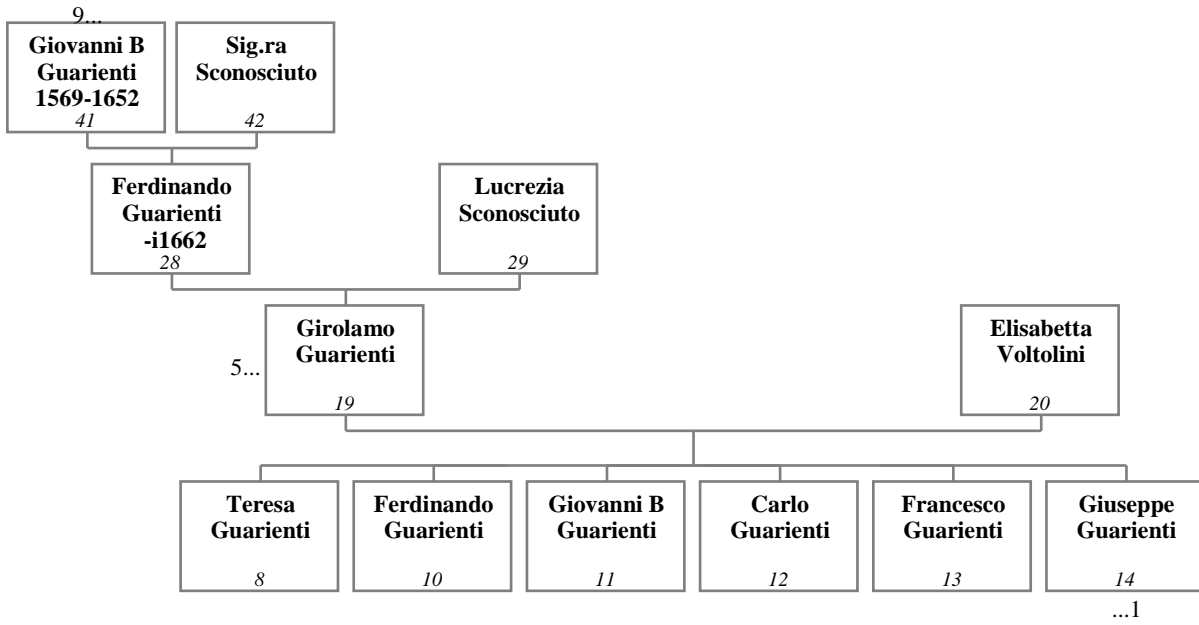 9...
Giovanni B
Guarienti
1569-1652
41
Sig.ra
Sconosciuto
42
Ferdinando
Guarienti
-i1662
28
Lucrezia
Sconosciuto
29
5...
Girolamo
Guarienti
19
Elisabetta
Voltolini
20
Teresa
Guarienti
8
Ferdinando
Guarienti
10
Giovanni B
Guarienti
11
Carlo
Guarienti
12
Francesco
Guarienti
13
Giuseppe
Guarienti
14
...1